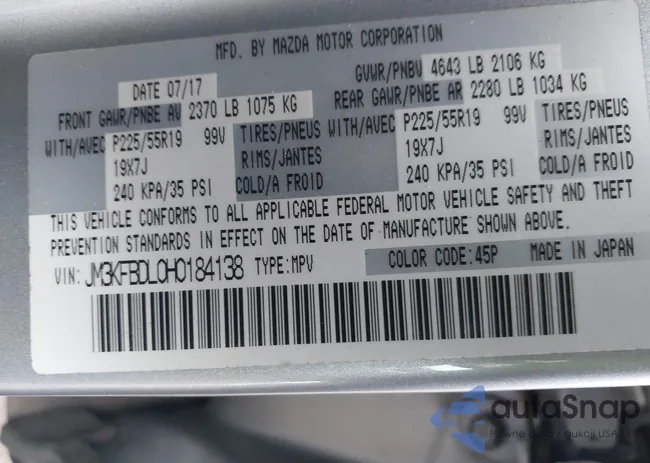 MFD. BY MAZDA MOTOR CORPORATION
DATE 07/17
GVWR/PNBV 4643 LB 2106 KG
FRONT GAWR/PNBE AV 2370 LB 1075 KG
REAR GAWR/PNBE AR 2280 LB 1034 KG
WITH/AVEC P225/55R19 99V TIRES/PNEUS
19X7J RIMS/JANTES
240 KPA/35 PSI COLD/A FROID
WITH/AVEC P225/55R19 99V TIRES/PNEUS
19X7J RIMS/JANTES
240 KPA/35 PSI COLD/A FROID
THIS VEHICLE CONFORMS TO ALL APPLICABLE FEDERAL MOTOR VEHICLE SAFETY AND THEFT
PREVENTION STANDARDS IN EFFECT ON THE DATE OF MANUFACTURE SHOWN ABOVE.
VIN: JM3KFBDL0H0184138 TYPE:MPV COLOR CODE:45P MADE IN JAPAN
autaSnap
Pewne auta z aukcji USA